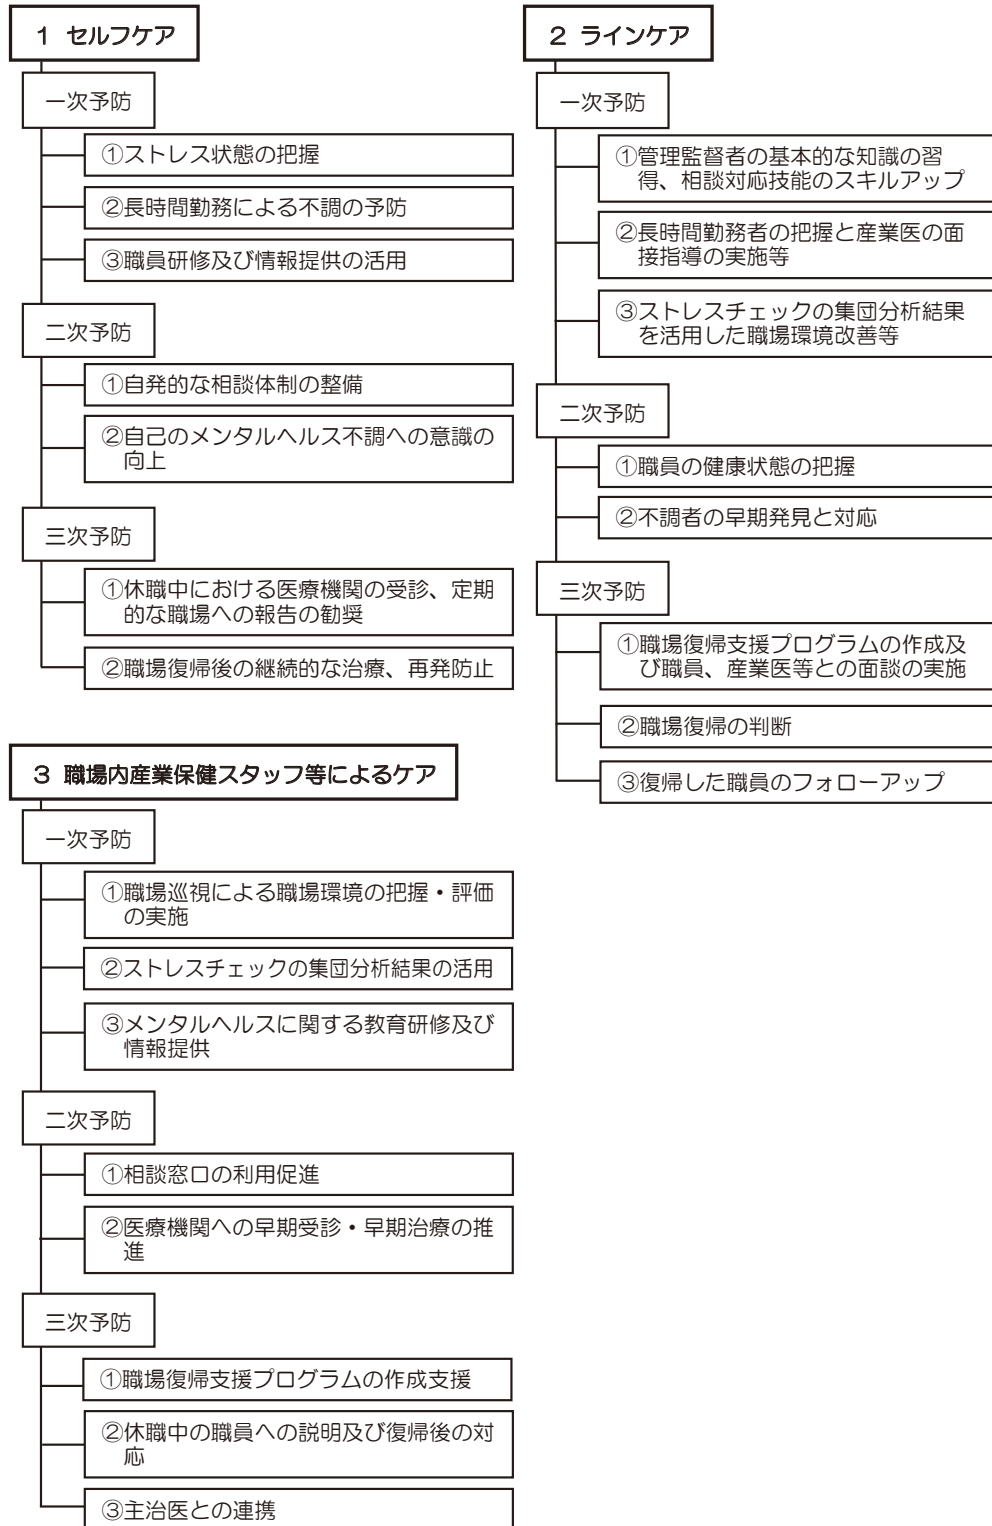 1 セルフケア
一次予防
①ストレス状態の把握
②長時間勤務による不調の予防
③職員研修及び情報提供の活用
二次予防
①自発的な相談体制の整備
②自己のメンタルヘルス不調への意識の
向上
三次予防
①休職中における医療機関の受診、定期
的な職場への報告の勧奨
②職場復帰後の継続的な治療、再発防止
2 ラインケア
一次予防
①管理監督者の基本的な知識の習
得、相談対応技能のスキルアップ
②長時間勤務者の把握と産業医の面
接指導の実施等
③ストレスチェックの集団分析結果
を活用した職場環境改善等
二次予防
①職員の健康状態の把握
②不調者の早期発見と対応
三次予防
①職場復帰支援プログラムの作成及
び職員、産業医等との面談の実施
②職場復帰の判断
③復帰した職員のフォローアップ
3 職場内産業保健スタッフ等によるケア
一次予防
①職場巡視による職場環境の把握・評価
の実施
②ストレスチェックの集団分析結果の活用
③メンタルヘルスに関する教育研修及び
情報提供
二次予防
①相談窓口の利用促進
②医療機関への早期受診・早期治療の推
進
三次予防
①職場復帰支援プログラムの作成支援
②休職中の職員への説明及び復帰後の対
応
③主治医との連携